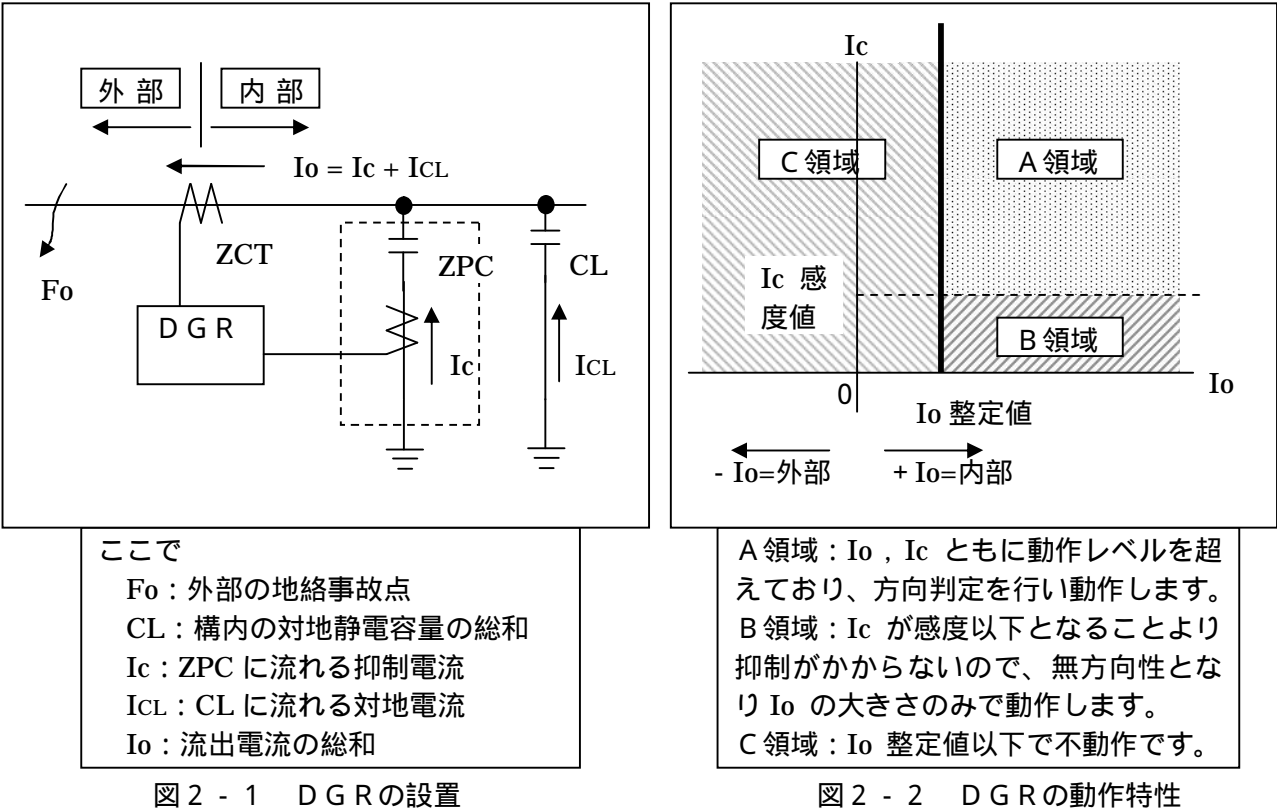 外 部
内 部
Io = Ic + ICL
ZCT
ZPC
CL
Fo
ＤＧＲ
Ic
ICL
ここで
Fo：外部の地絡事故点
CL：構内の対地静電容量の総和
Ic：ZPC に流れる抑制電流
ICL：CL に流れる対地電流
Io：流出電流の総和
図２‐１　ＤＧＲの設置
Ic
Ｃ領域
Ａ領域
Ic 感
度値
Ｂ領域
0
Io
Io 整定値
- Io=外部
+ Io=内部
Ａ領域：Io , Ic ともに動作レベルを超
えており、方向判定を行い動作します。
Ｂ領域：Ic が感度以下となることより
抑制がかからないので、無方向性とな
り Io の大きさのみで動作します。
Ｃ領域：Io 整定値以下で不動作です。
図２‐２　ＤＧＲの動作特性